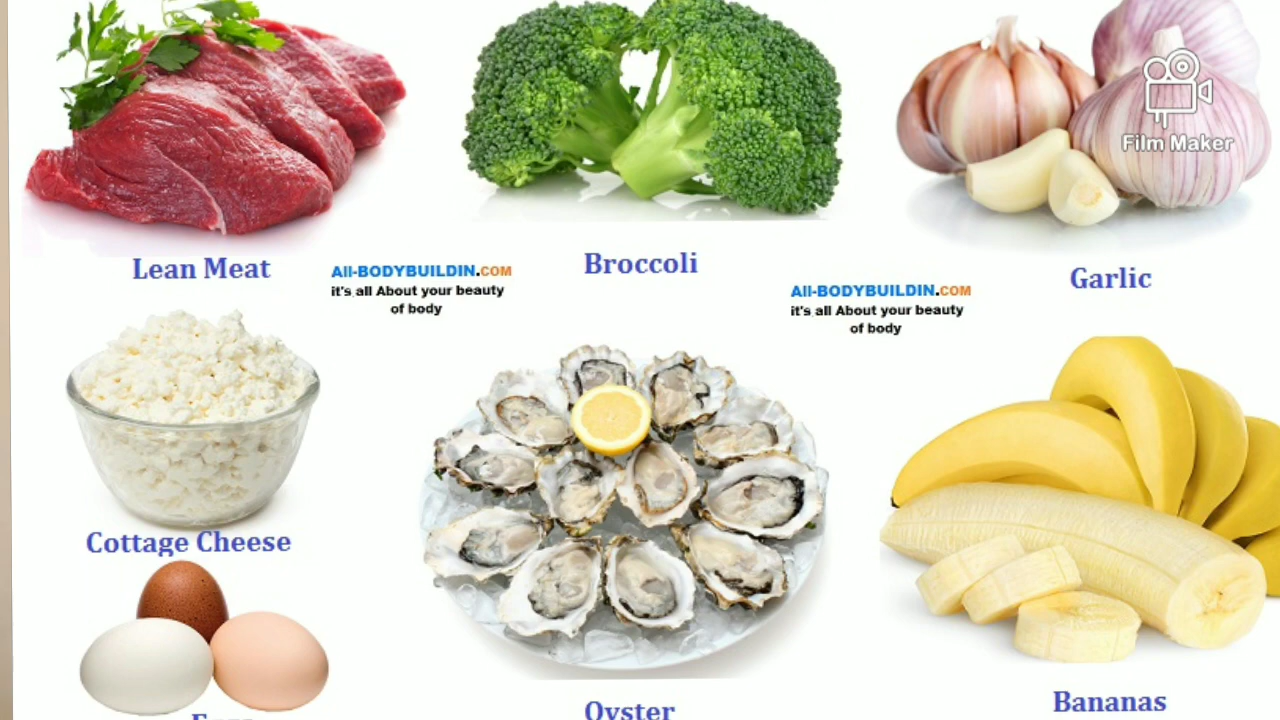 Film Maker
Lean Meat
All-BODYBUILDIN.COM
it's all About your beauty
of body
Broccoli
All-BODYBUILDIN.COM
it's all About your beauty
of body
Garlic
Cottage Cheese
Oyster
Bananas